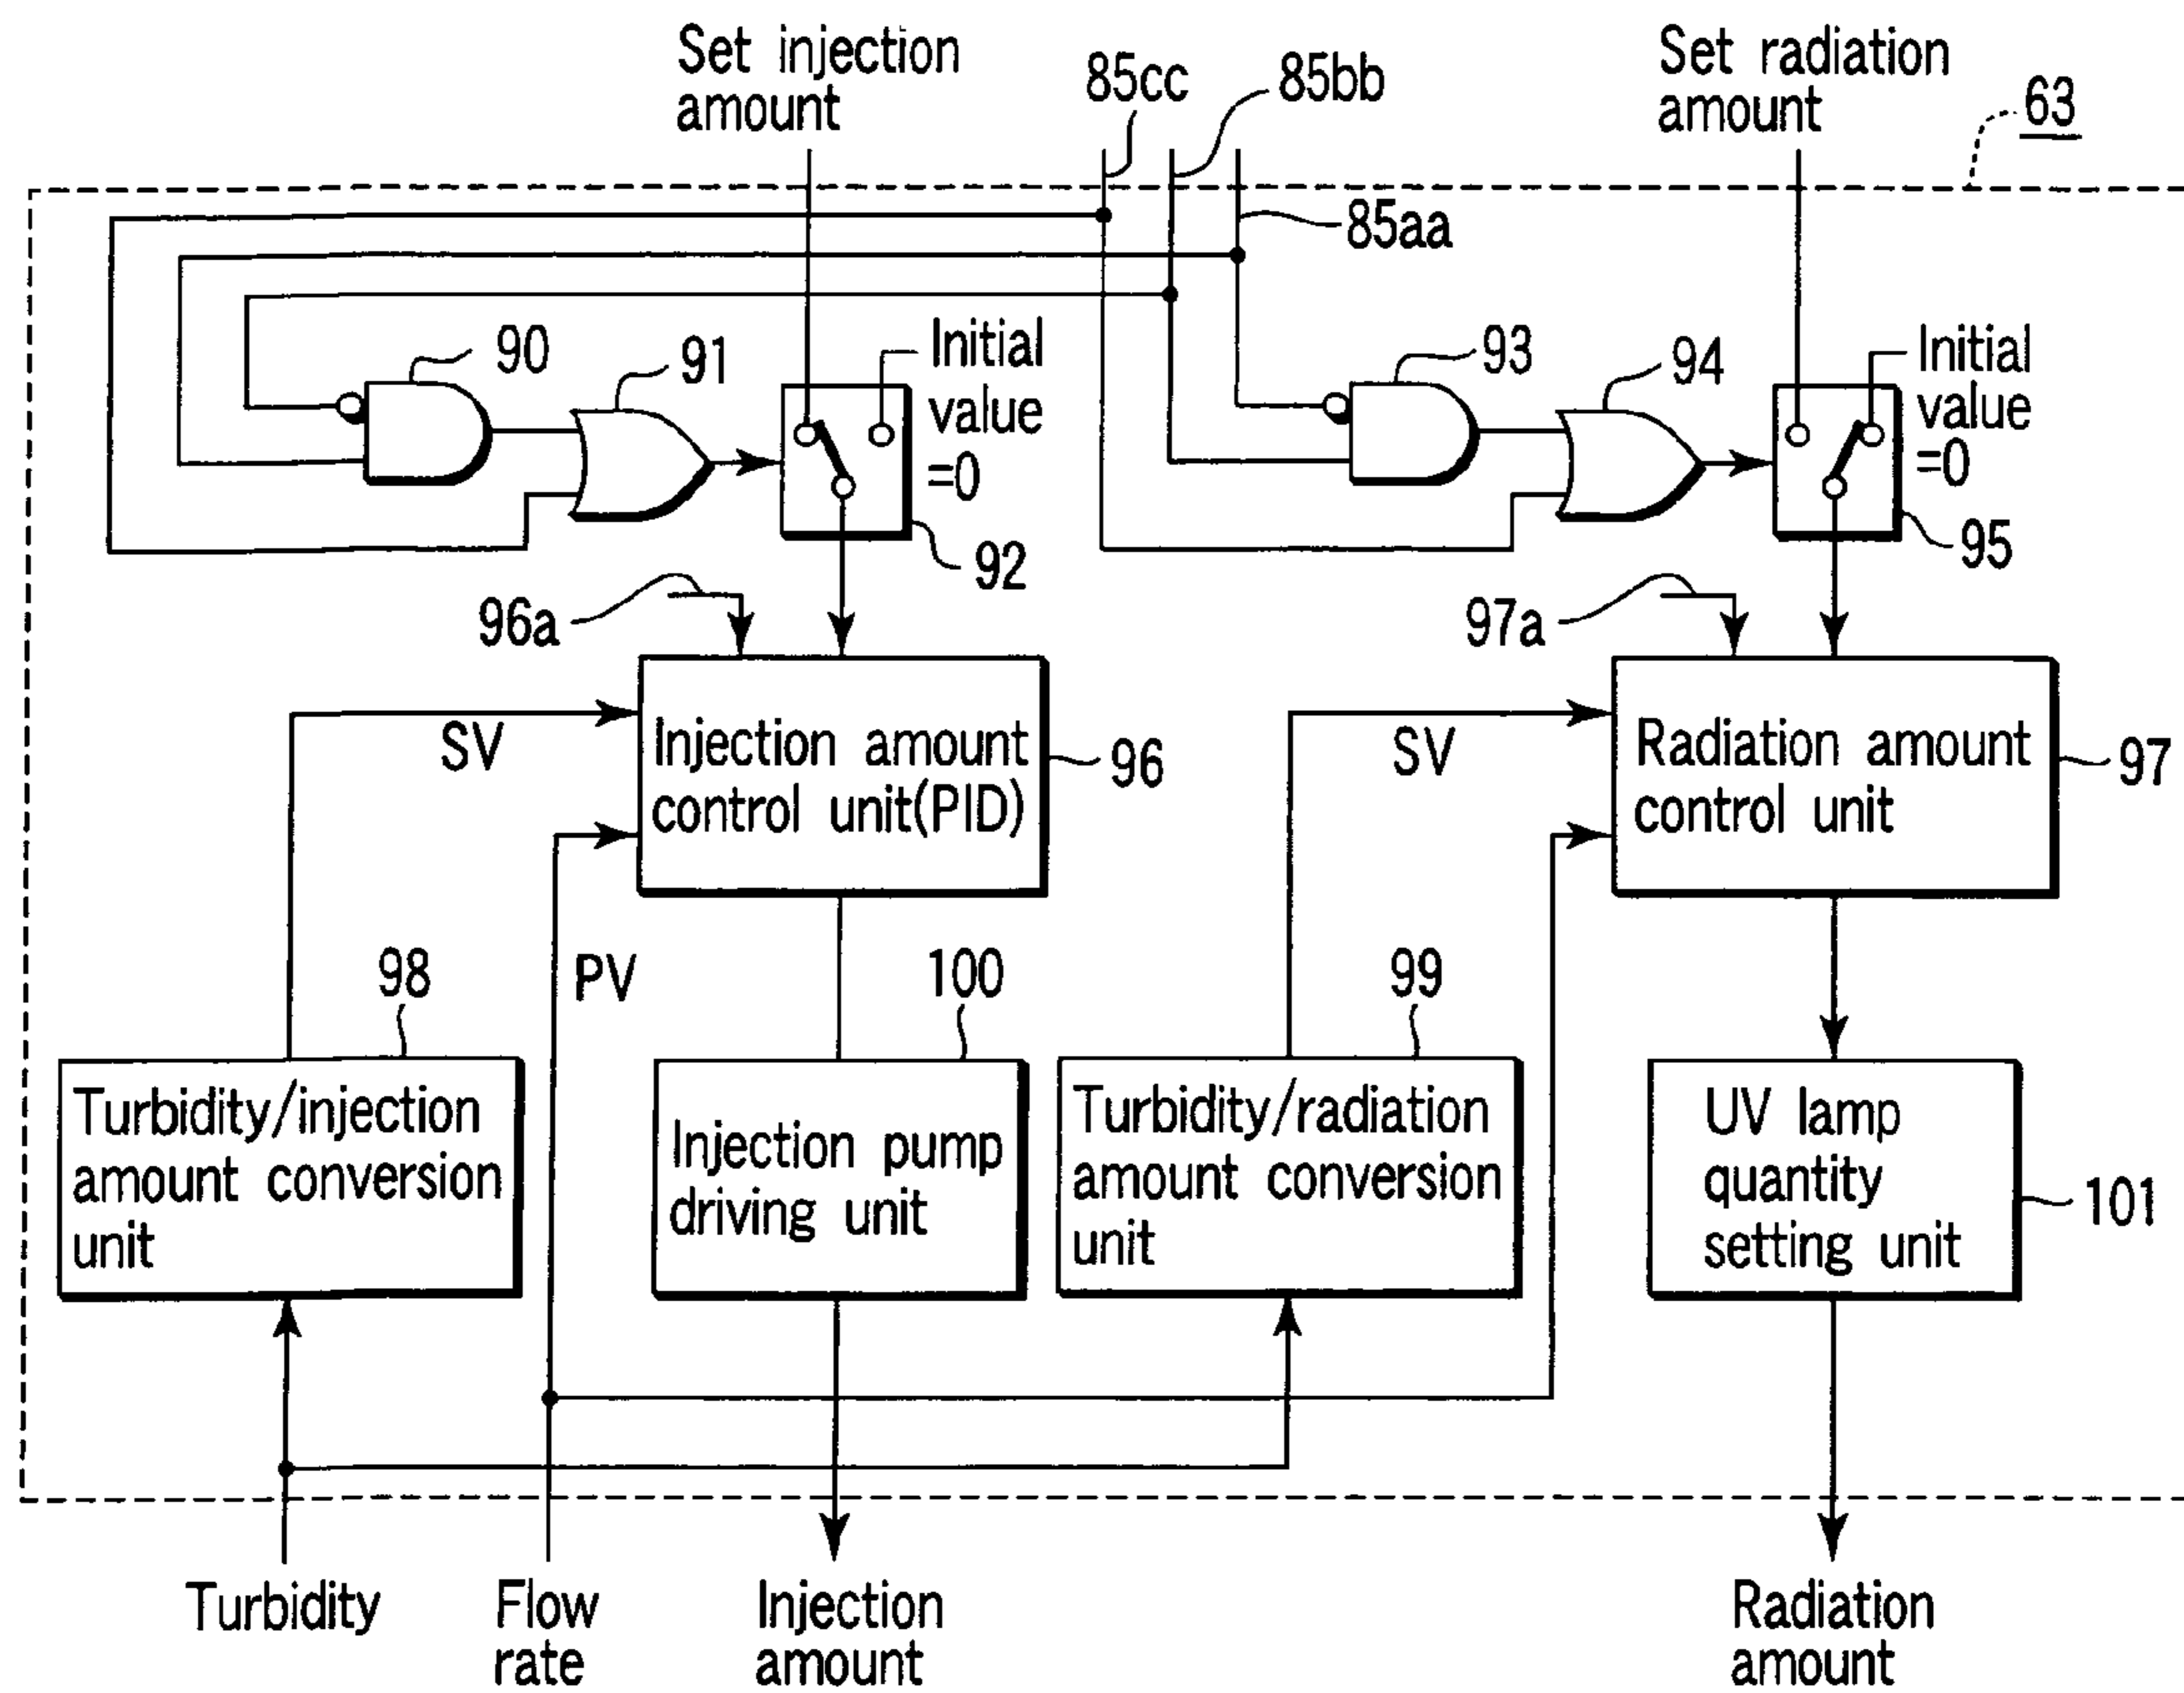 Set injection
amount
85cc
85bb
Set radiation
amount
63
85aa
90
91
Initial
value
=0
92
93
94
Initial
value
=0
95
96a
97a
SV
Injection amount
control unit(PID)
96
SV
Radiation amount
control unit
97
98
PV
100
99
Turbidity/injection
amount conversion
unit
Injection pump
driving unit
Turbidity/radiation
amount conversion
unit
UV lamp
quantity
setting unit
101
Turbidity
Flow
rate
Injection
amount
Radiation
amount